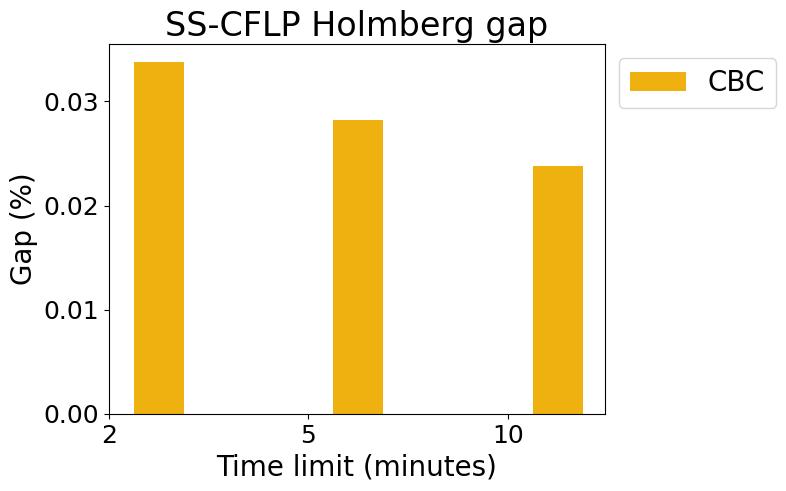 SS-CFLP Holmberg gap
CBC
0.03
0.02
0.01
0.00
Gap (%)
2 5 10
Time limit (minutes)